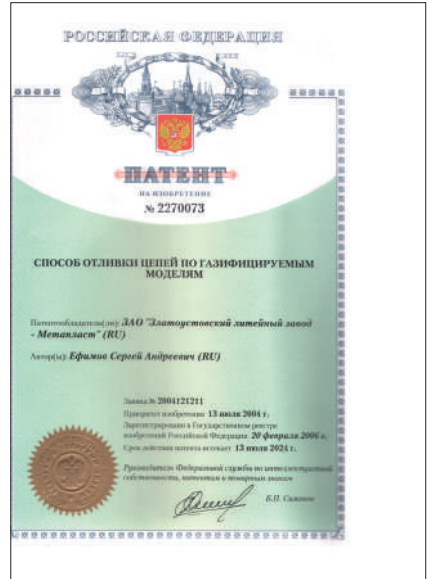 РОССИЙСКАЯ ФЕДЕРАЦИЯ
ПАТЕНТ
НА ИЗОБРЕТЕНИЕ
№ 2270073
СПОСОБ ОТЛИВКИ ЦЕПЕЙ ПО ГАЗИФИЦИРУЕМЫМ
МОДЕЛЯМ
Патентообладатель(ли): ЗАО "Златоустовский литейный завод
- Метапласт" (RU)
Автор(ы): Ефимов Сергей Андреевич (RU)
Заявка № 2004121211
Приоритет изобретения 13 июля 2004 г.
Зарегистрировано в Государственном реестре
изобретений Российской Федерации 20 февраля 2006 г.
Срок действия патента истекает 13 июля 2024 г.
Руководитель Федеральной службы по интеллектуальной
собственности, патентам и товарным знакам
Б.П. Симонов